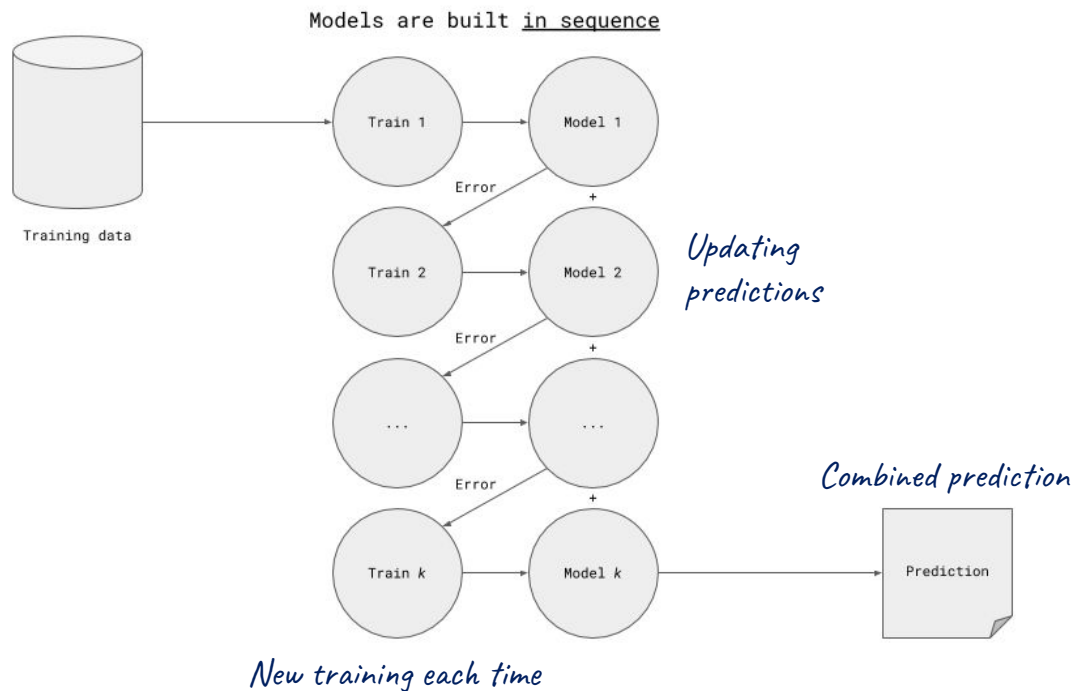 Models are built in sequence
Train 1
Model 1
Error
+
Training data
Train 2
Model 2
Updating
predictions
Error
+
...
...
Error
+
Combined prediction
Train k
Model k
Prediction
New training each time